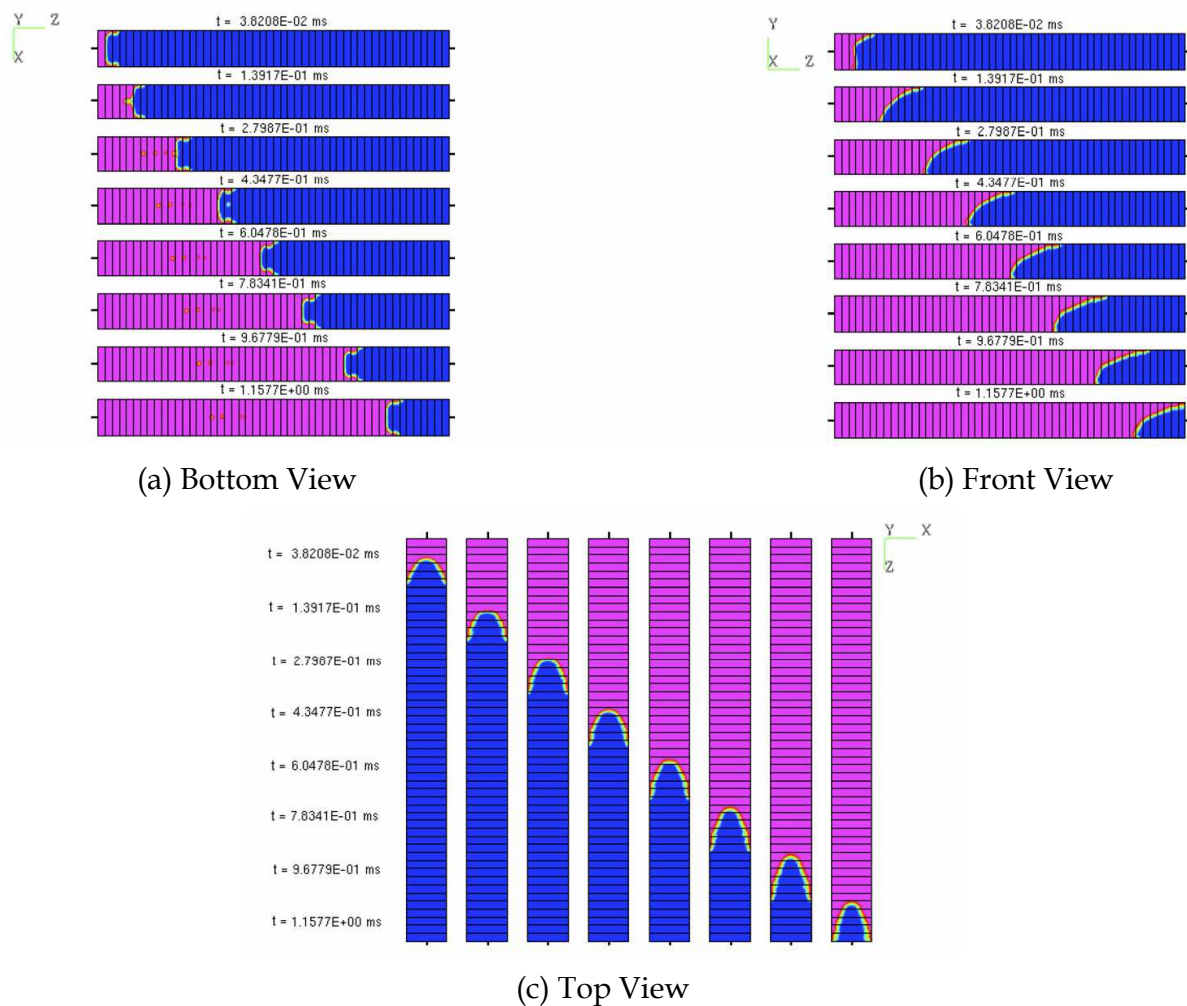 Y Z
X
t = 3.8208E-02 ms
t = 1.3917E-01 ms
t = 2.7987E-01 ms
t = 4.3477E-01 ms
t = 6.0478E-01 ms
t = 7.8341E-01 ms
t = 9.6779E-01 ms
t = 1.1577E+00 ms
(a) Bottom View
Y
X Z
t = 3.8208E-02 ms
t = 1.3917E-01 ms
t = 2.7987E-01 ms
t = 4.3477E-01 ms
t = 6.0478E-01 ms
t = 7.8341E-01 ms
t = 9.6779E-01 ms
t = 1.1577E+00 ms
(b) Front View
Y X
Z
t = 3.8208E-02 ms
t = 1.3917E-01 ms
t = 2.7987E-01 ms
t = 4.3477E-01 ms
t = 6.0478E-01 ms
t = 7.8341E-01 ms
t = 9.6779E-01 ms
t = 1.1577E+00 ms
(c) Top View